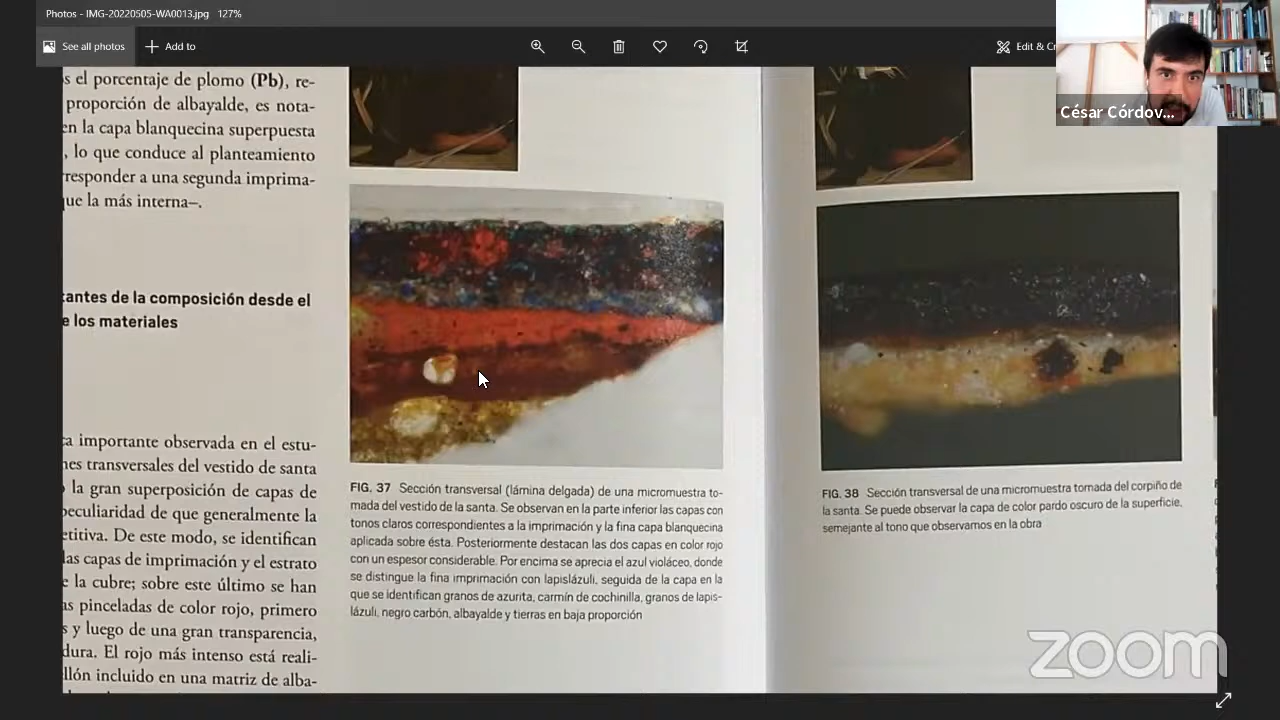 Photos - IMG-20220505-WA0013.jpg 127%
See all photos
Add to
Edit &
César Córdov...
s el porcentaje de plomo (Pb), re-
proporción de albayalde, es nota-
en la capa blanquecina superpuesta
, lo que conduce al planteamiento
rresponder a una segunda imprima-
ue la más interna–.
tantes de la composición desde el
e los materiales
ca importante observada en el estu-
nes transversales del vestido de santa
la gran superposición de capas de
peculiaridad de que generalmente la
etitiva. De este modo, se identifican
las capas de imprimación y el estrato
e la cubre; sobre este último se han
as pinceladas de color rojo, primero
s y luego de una gran transparencia,
dura. El rojo más intenso está reali-
llón incluido en una matriz de alba-
FIG. 37 Sección transversal (lámina delgada) de una micromuestra to-
mada del vestido de la santa. Se observan en la parte inferior las capas con
tonos claros correspondientes a la imprimación y la fina capa blanquecina
aplicada sobre ésta. Posteriormente destacan las dos capas en color rojo
con un espesor considerable. Por encima se aprecia el azul violáceo, donde
se distingue la fina imprimación con lapislázuli, seguida de la capa en la
que se identifican granos de azurita, carmín de cochinilla, granos de lapis-
lázuli, negro carbón, albayalde y tierras en baja proporción
FIG. 38 Sección transversal de una micromuestra tomada del corpiño de
la santa. Se puede observar la capa de color pardo oscuro de la superficie,
semejante al tono que observamos en la obra
zoom